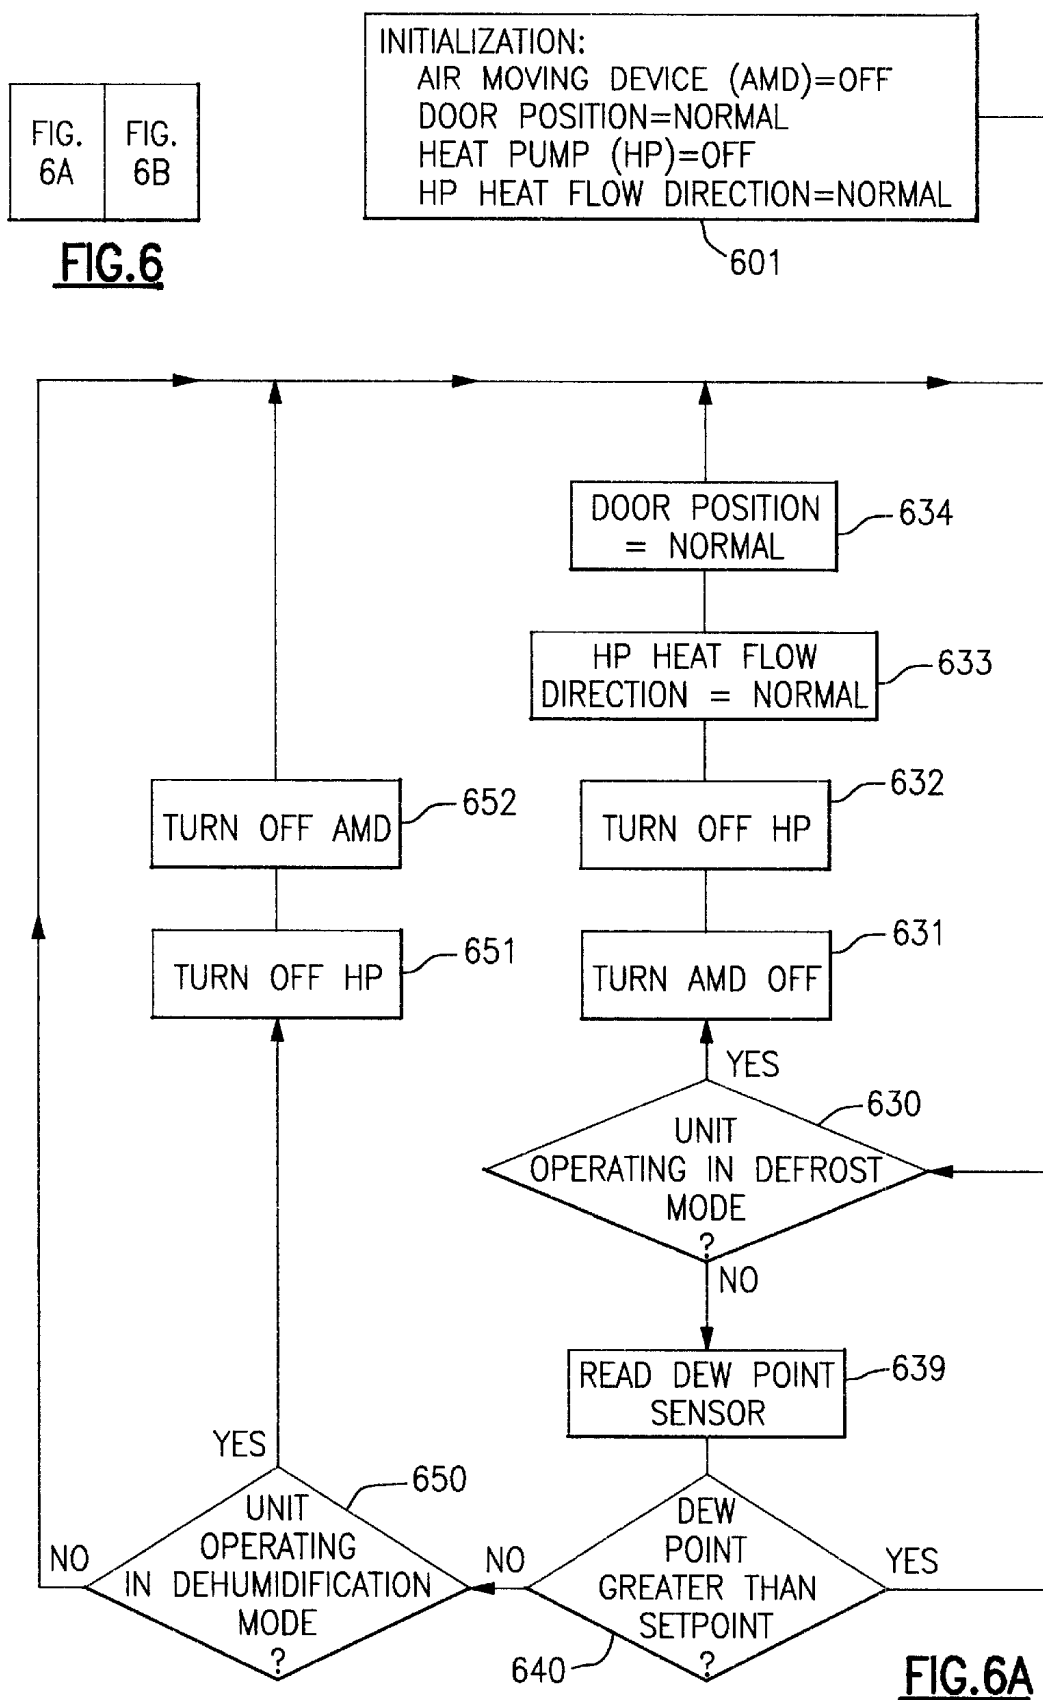 INITIALIZATION:
AIR MOVING DEVICE (AMD)=OFF
DOOR POSITION=NORMAL
HEAT PUMP (HP)=OFF
HP HEAT FLOW DIRECTION=NORMAL
601
FIG.
6A
FIG.
6B
FIG.6
DOOR POSITION
= NORMAL
634
HP HEAT FLOW
DIRECTION = NORMAL
633
TURN OFF AMD
652
TURN OFF HP
632
TURN OFF HP
651
TURN AMD OFF
631
YES
UNIT
OPERATING IN DEFROST
MODE
?
630
NO
READ DEW POINT
SENSOR
639
YES
UNIT
OPERATING
IN DEHUMIDIFICATION
MODE
?
650
NO
NO
DEW
POINT
GREATER THAN
SETPOINT
?
YES
640
FIG.6A